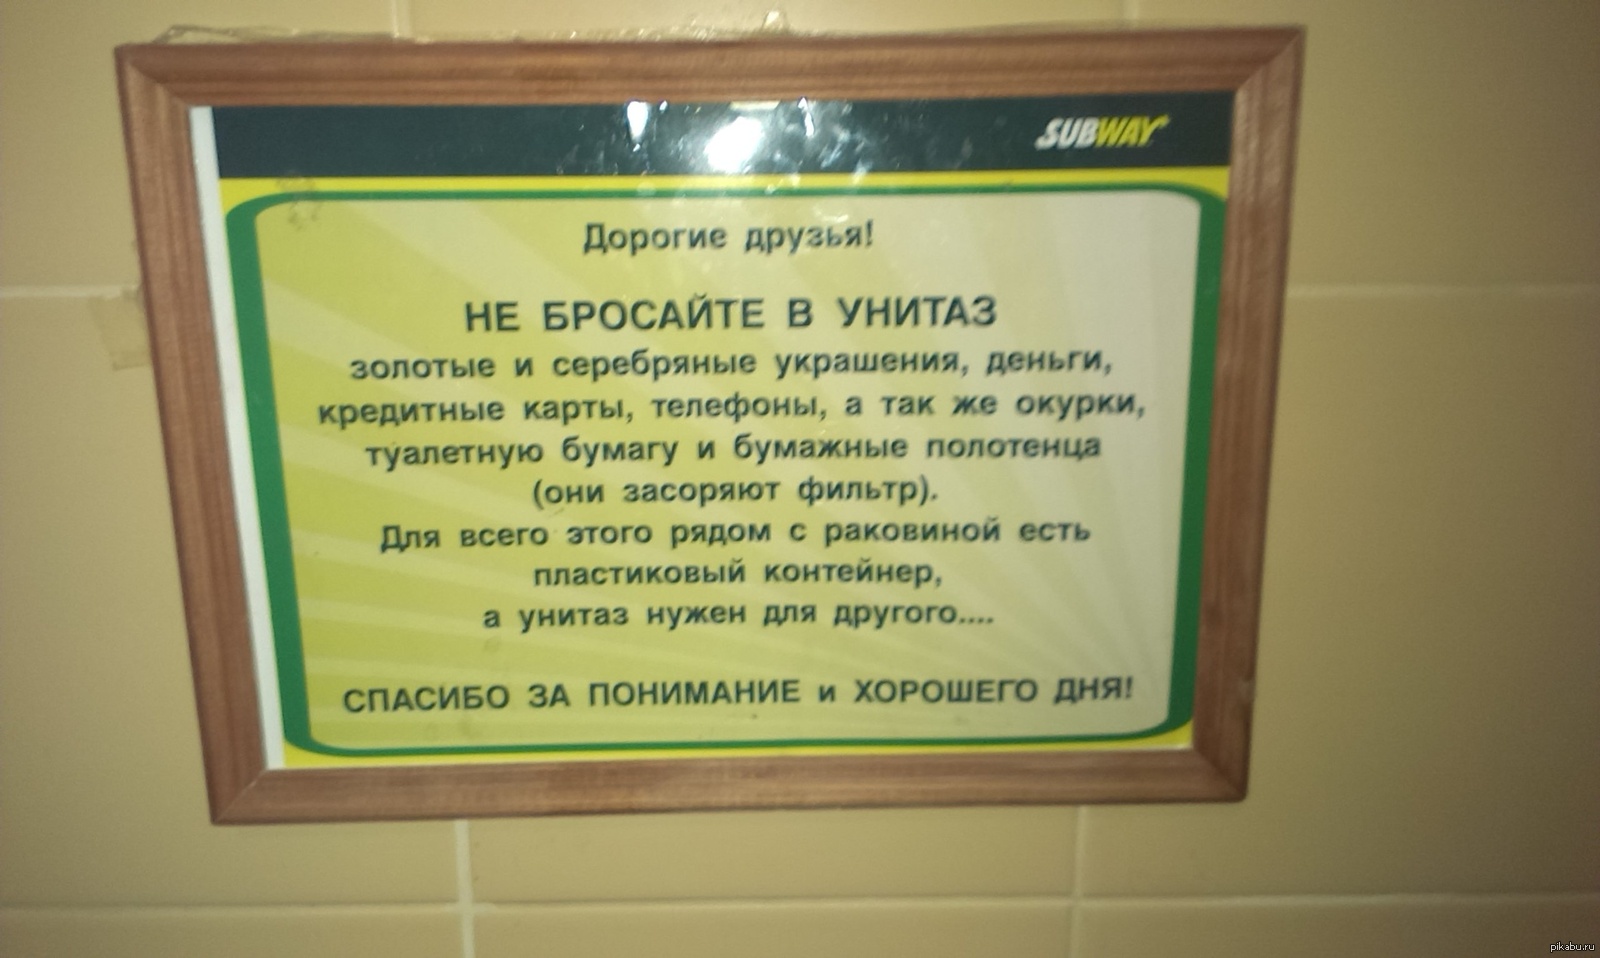 SUBWAY
Дорогие друзья!
НЕ БРОСАЙТЕ В УНИТАЗ
золотые и серебряные украшения, деньги,
кредитные карты, телефоны, а так же окурки,
туалетную бумагу и бумажные полотенца
(они засоряют фильтр).
Для всего этого рядом с раковиной есть
пластиковый контейнер,
а унитаз нужен для другого....
СПАСИБО ЗА ПОНИМАНИЕ и ХОРОШЕГО ДНЯ!
pikabu.ru